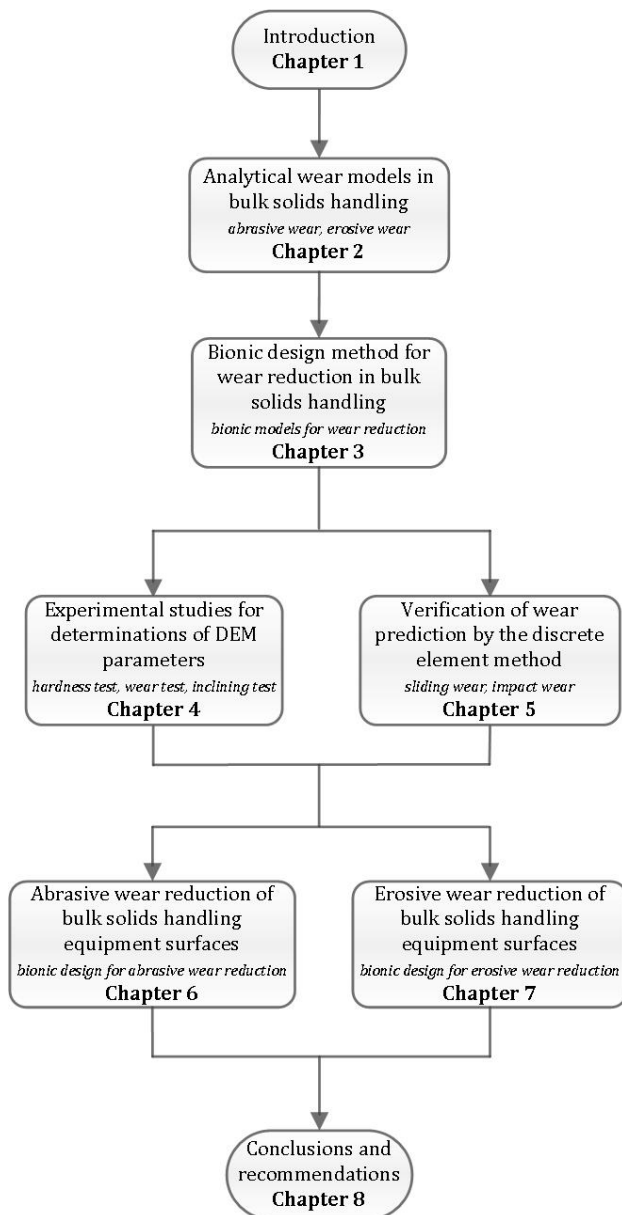 Introduction
Chapter 1
Analytical wear models in
bulk solids handling
abrasive wear, erosive wear
Chapter 2
Bionic design method for
wear reduction in bulk
solids handling
bionic models for wear reduction
Chapter 3
Experimental studies for
determinations of DEM
parameters
hardness test, wear test, inclining test
Chapter 4
Verification of wear
prediction by the discrete
element method
sliding wear, impact wear
Chapter 5
Abrasive wear reduction of
bulk solids handling
equipment surfaces
bionic design for abrasive wear reduction
Chapter 6
Erosive wear reduction of
bulk solids handling
equipment surfaces
bionic design for erosive wear reduction
Chapter 7
Conclusions and
recommendations
Chapter 8